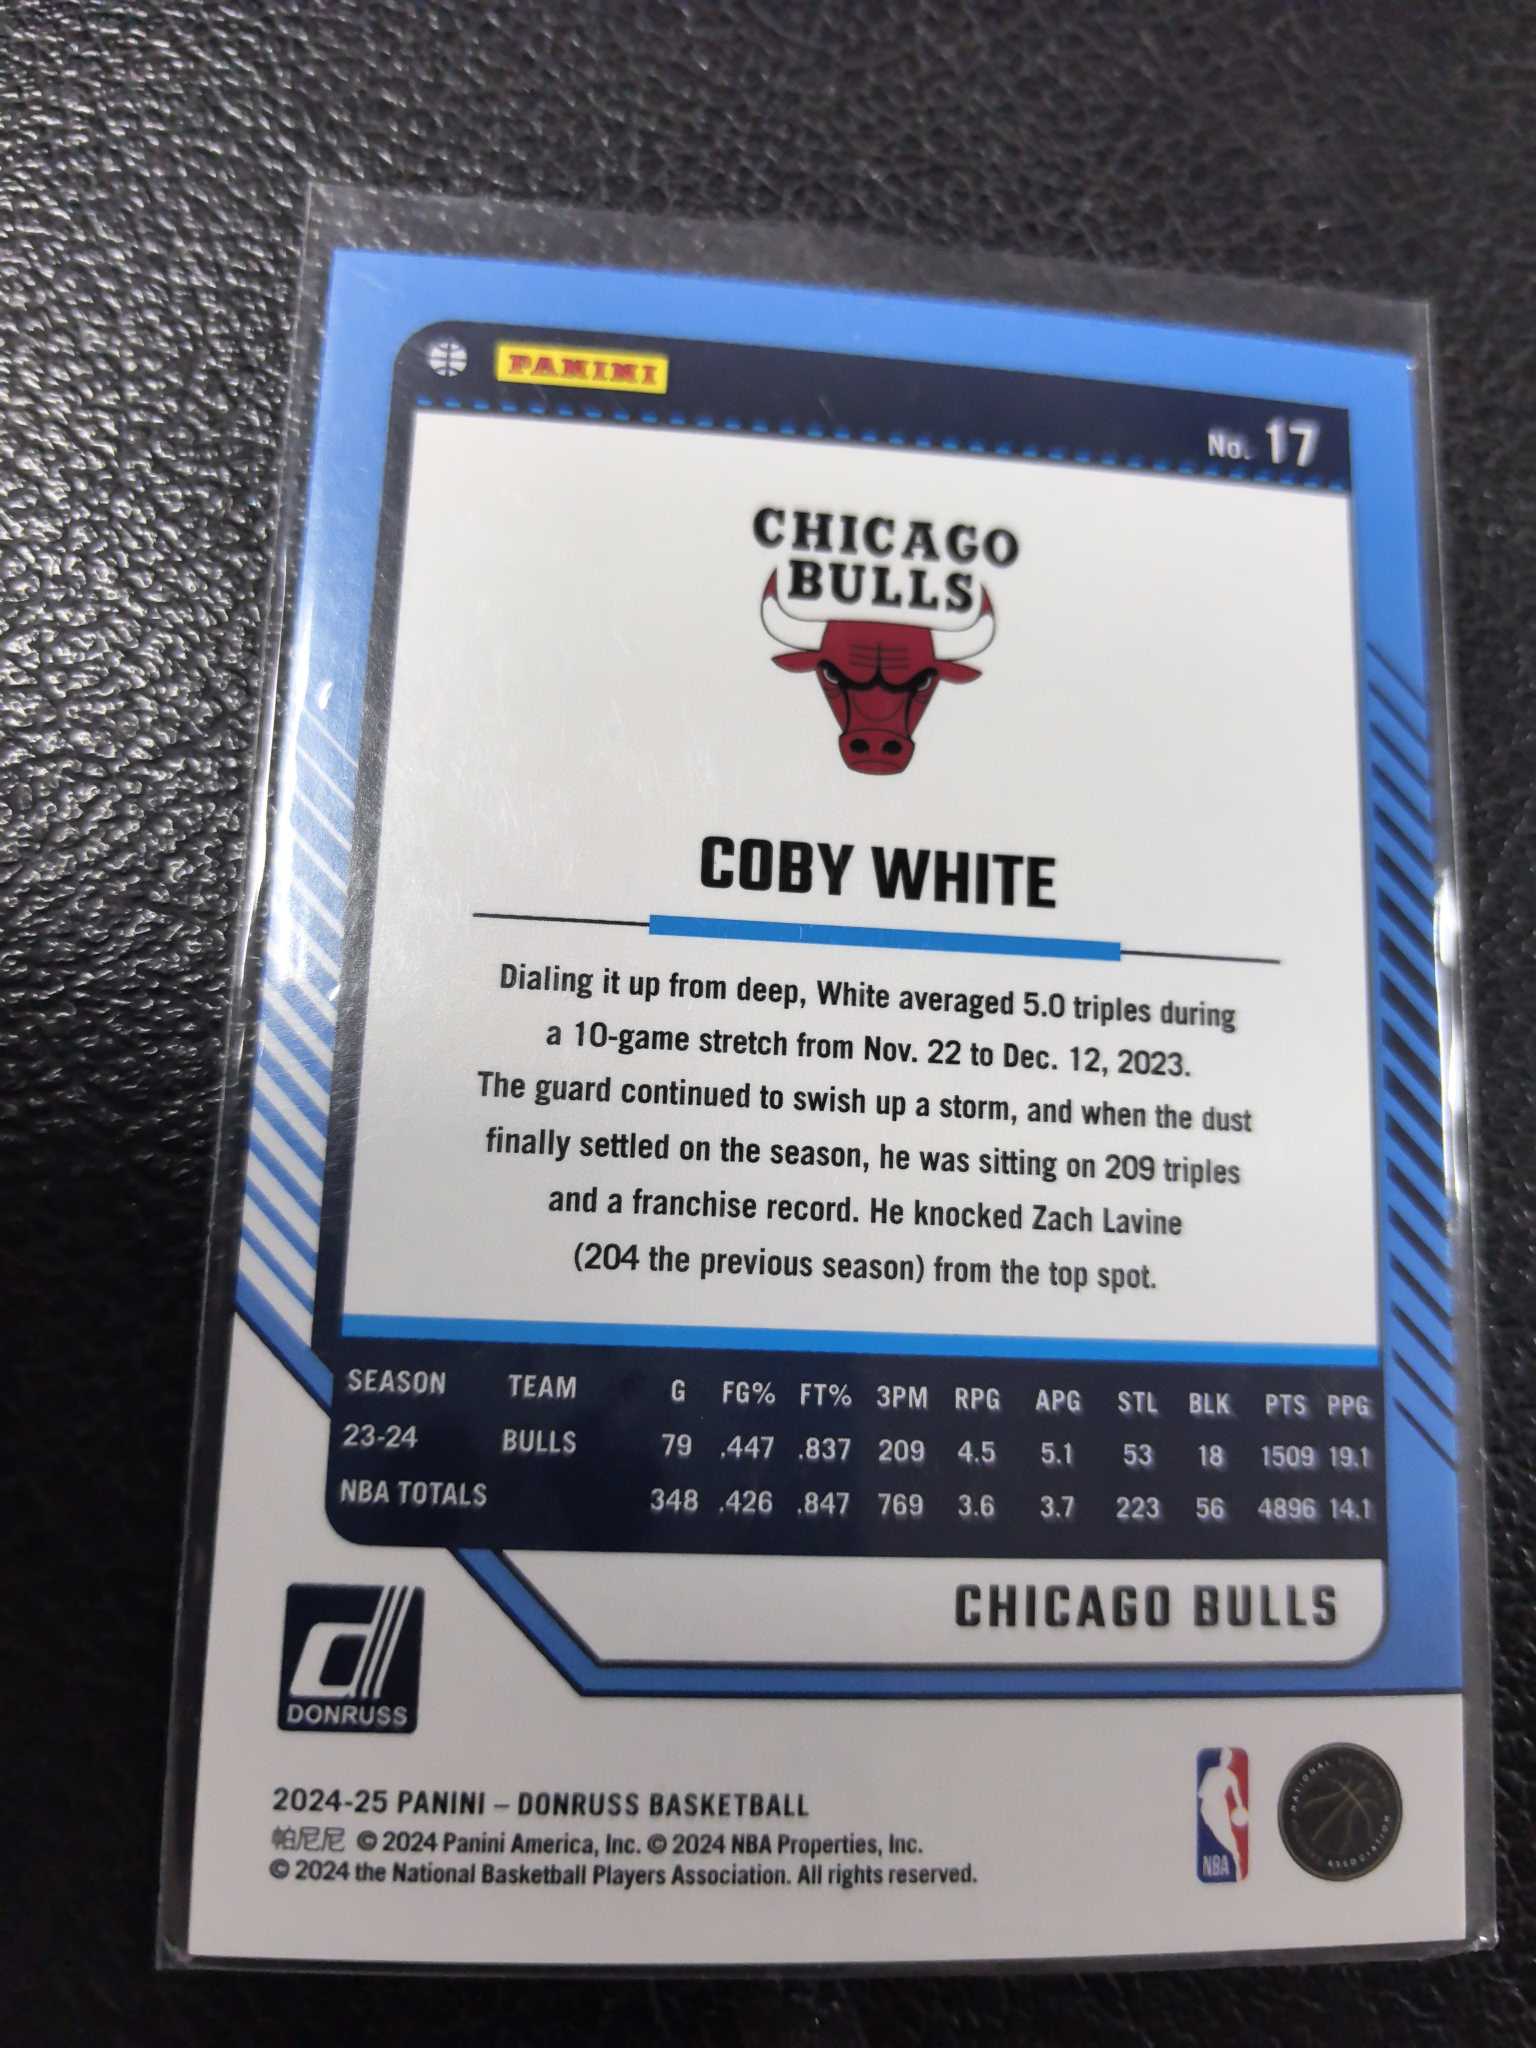 PANINI
No. 17
CHICAGO
BULLS
COBY WHITE
Dialing it up from deep, White averaged 5.0 triples during
a 10-game stretch from Nov. 22 to Dec. 12, 2023.
The guard continued to swish up a storm, and when the dust
finally settled on the season, he was sitting on 209 triples
and a franchise record. He knocked Zach Lavine
(204 the previous season) from the top spot.
SEASON TEAM G FG% FT% 3PM RPG APG STL BLK PTS PPG
23-24 BULLS 79 .447 .837 209 4.5 5.1 53 18 1509 19.1
NBA TOTALS 348 .426 .847 769 3.6 3.7 223 56 4896 14.1
CHICAGO BULLS
DONRUSS
2024-25 PANINI – DONRUSS BASKETBALL
帕尼尼 © 2024 Panini America, Inc. © 2024 NBA Properties, Inc.
© 2024 the National Basketball Players Association. All rights reserved.
NBA
NATIONAL
ASSOCIATION